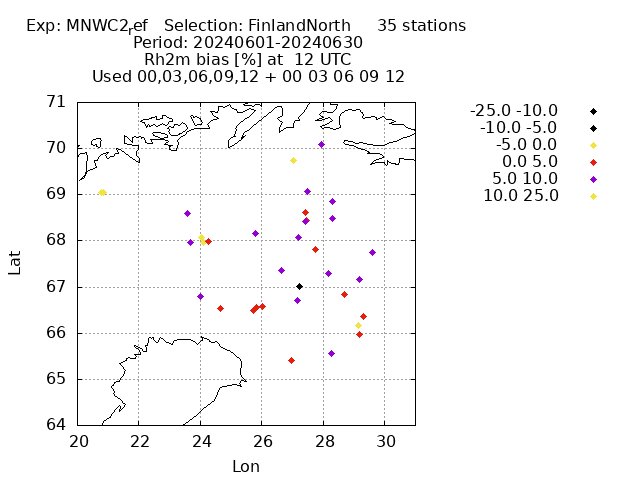 Exp: MNWC2ref   Selection: FinlandNorth     35 stations
Period: 20240601-20240630
Rh2m bias [%] at  12 UTC
Used 00,03,06,09,12 + 00 03 06 09 12
-25.0 -10.0
-10.0 -5.0
-5.0 0.0
0.0 5.0
5.0 10.0
10.0 25.0
71
70
69
68
67
66
65
64
Lat
20 22 24 26 28 30
Lon